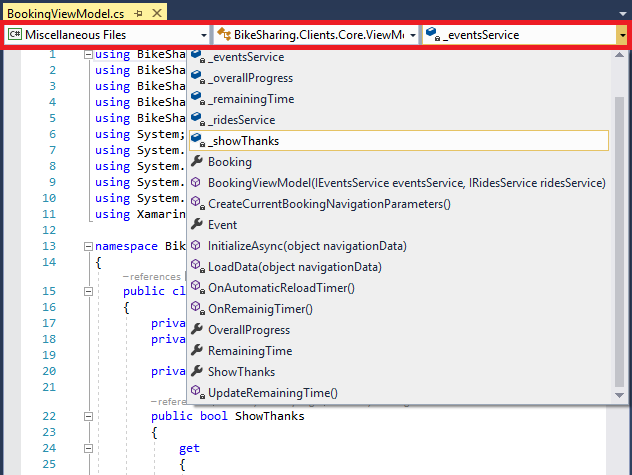 BookingViewModel.cs
C# Miscellaneous Files
BikeSharing.Clients.Core.ViewM
_eventsService
1 using BikeSha
2 using BikeSha
3 using BikeSha
4 using BikeSha
5 using BikeSha
6 using System;
7 using System.
8 using System.
9 using System.
10 using System.
11 using Xamarin
12
13 namespace Bik
14 {
references
15 public cl
16 {
17 priva
18 priva
19
20 priva
21
refere
22 public bool ShowThanks
23 {
24 get
25 {
_eventsService
_overallProgress
_remainingTime
_ridesService
_showThanks
Booking
BookingViewModel(IEventsService eventsService, IRidesService ridesService)
CreateCurrentBookingNavigationParameters()
Event
InitializeAsync(object navigationData)
LoadData(object navigationData)
OnAutomaticReloadTimer()
OnRemainigTimer()
OverallProgress
RemainingTime
ShowThanks
UpdateRemainingTime()